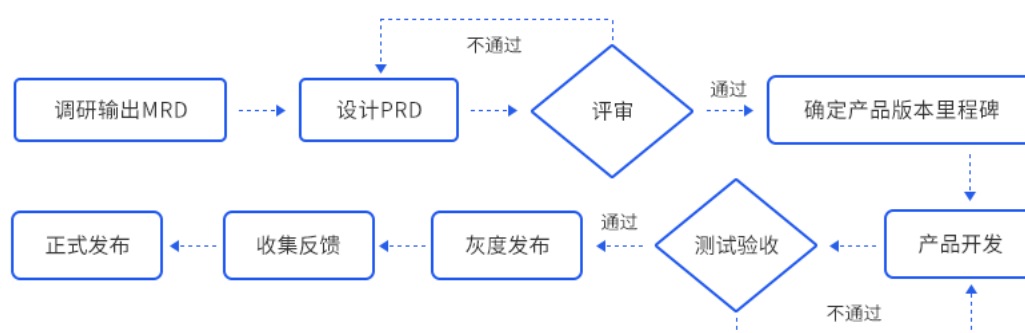 不通过
调研输出MRD
设计PRD
评审
通过
确定产品版本里程碑
正式发布
收集反馈
灰度发布
通过
测试验收
产品开发
不通过